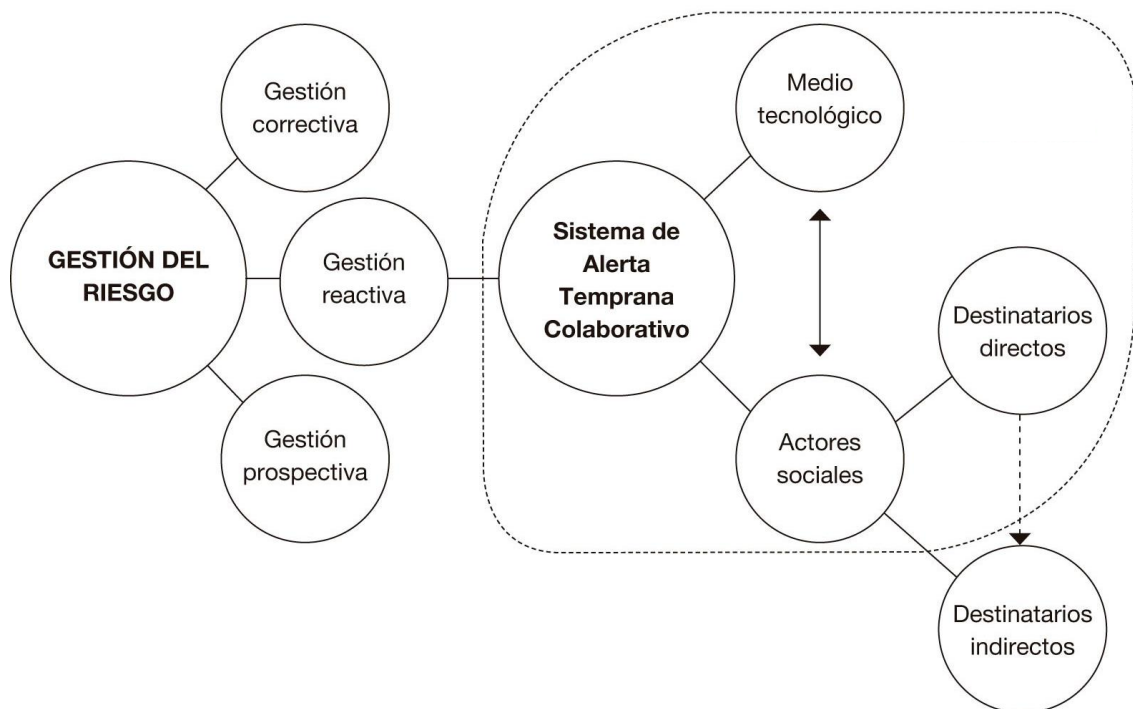 Gestión
correctiva
GESTIÓN DEL
RIESGO
Gestión
reactiva
Gestión
prospectiva
Sistema de
Alerta
Temprana
Colaborativo
Medio
tecnológico
Actores
sociales
Destinatarios
directos
Destinatarios
indirectos